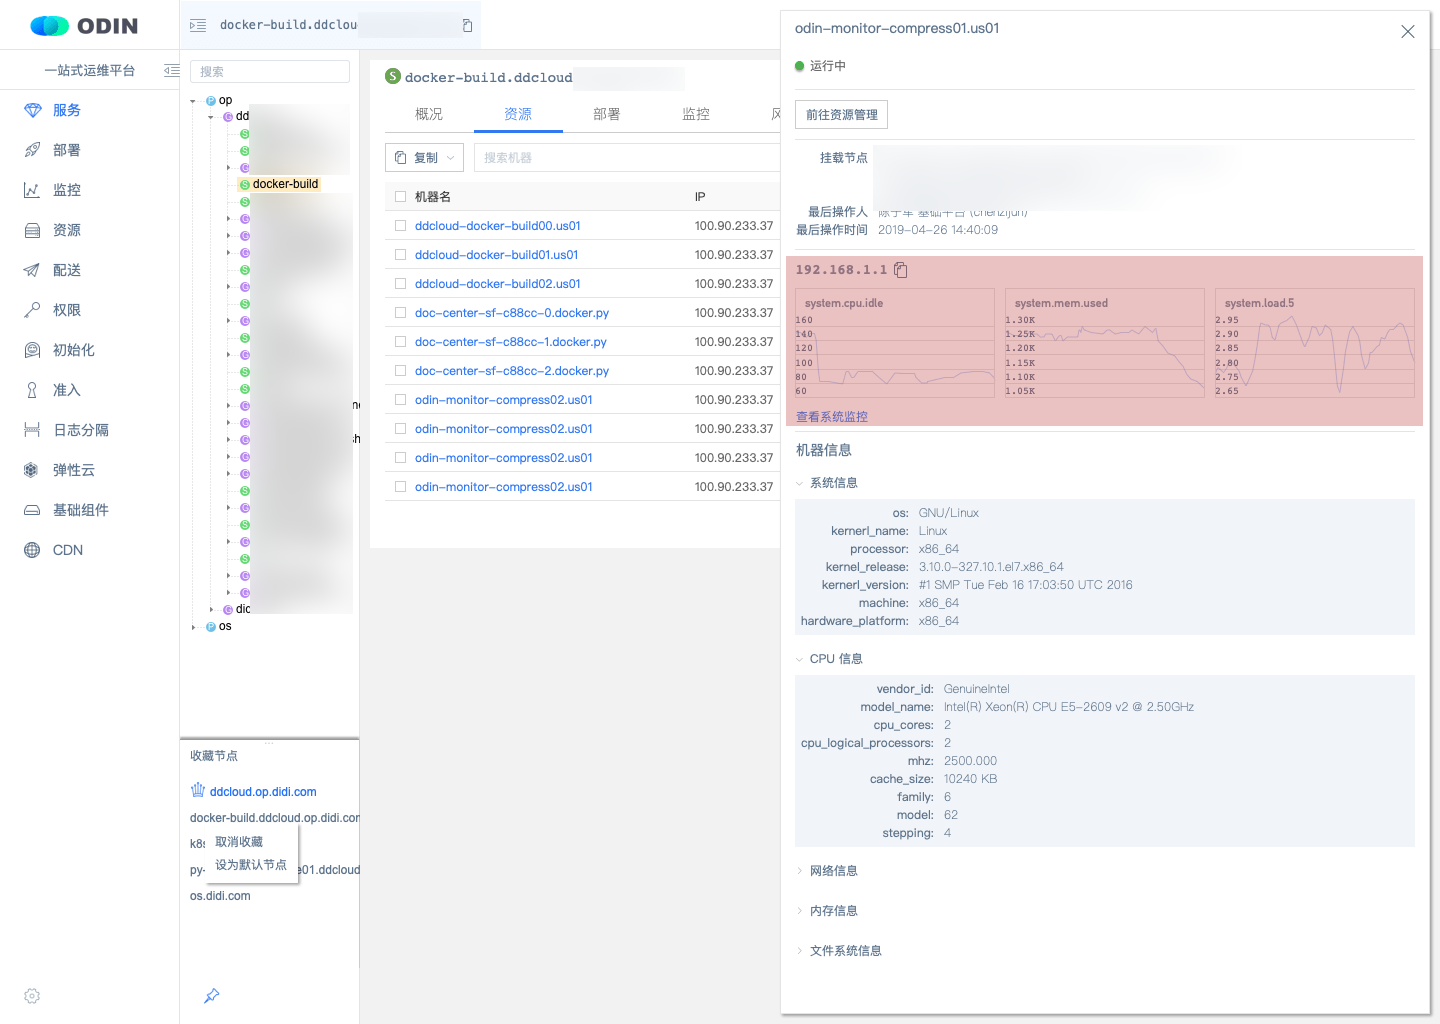 ODIN
一站式运维平台
服务
部署
监控
资源
配送
权限
初始化
准入
日志分隔
弹性云
基础组件
CDN
docker-build.ddclou
搜索
op
dd
docker-build
did
os
收藏节点
ddcloud.op.didi.com
docker-build.ddcloud.op.didi.com
k8s
取消收藏
设为默认节点
py-
e01.ddcloud
os.didi.com
docker-build.ddcloud
概况
资源
部署
监控
复制
搜索机器
机器名 IP
ddcloud-docker-build00.us01 100.90.233.37
ddcloud-docker-build01.us01 100.90.233.37
ddcloud-docker-build02.us01 100.90.233.37
doc-center-sf-c88cc-0.docker.py 100.90.233.37
doc-center-sf-c88cc-1.docker.py 100.90.233.37
doc-center-sf-c88cc-2.docker.py 100.90.233.37
odin-monitor-compress02.us01 100.90.233.37
odin-monitor-compress02.us01 100.90.233.37
odin-monitor-compress02.us01 100.90.233.37
odin-monitor-compress02.us01 100.90.233.37
odin-monitor-compress01.us01
运行中
前往资源管理
挂载节点
最后操作人 陈子军 基础平台 (chenzijun)
最后操作时间 2019-04-26 14:40:09
192.168.1.1
system.cpu.idle
160
140
120
100
80
60
system.mem.used
1.30K
1.25K
1.20K
1.15K
1.10K
1.05K
system.load.5
2.95
2.90
2.85
2.80
2.75
2.65
查看系统监控
机器信息
系统信息
os: GNU/Linux
kernerl_name: Linux
processor: x86_64
kernel_release: 3.10.0-327.10.1.el7.x86_64
kernerl_version: #1 SMP Tue Feb 16 17:03:50 UTC 2016
machine: x86_64
hardware_platform: x86_64
CPU 信息
vendor_id: GenuineIntel
model_name: Intel(R) Xeon(R) CPU E5-2609 v2 @ 2.50GHz
cpu_cores: 2
cpu_logical_processors: 2
mhz: 2500.000
cache_size: 10240 KB
family: 6
model: 62
stepping: 4
网络信息
内存信息
文件系统信息